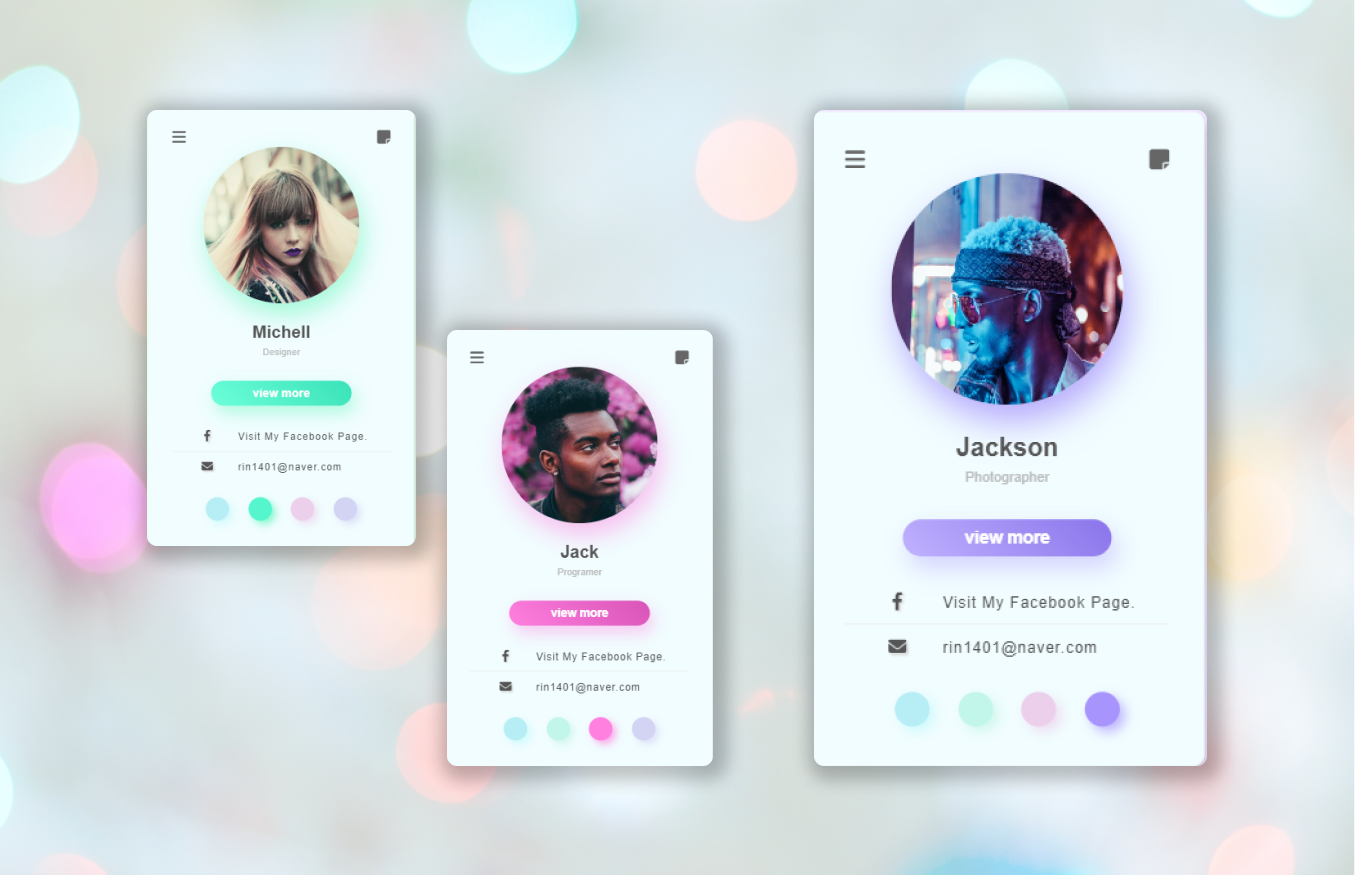 Michell
Designer
view more
Visit My Facebook Page.
rin1401@naver.com
Jack
Programer
view more
Visit My Facebook Page.
rin1401@naver.com
Jackson
Photographer
view more
Visit My Facebook Page.
rin1401@naver.com